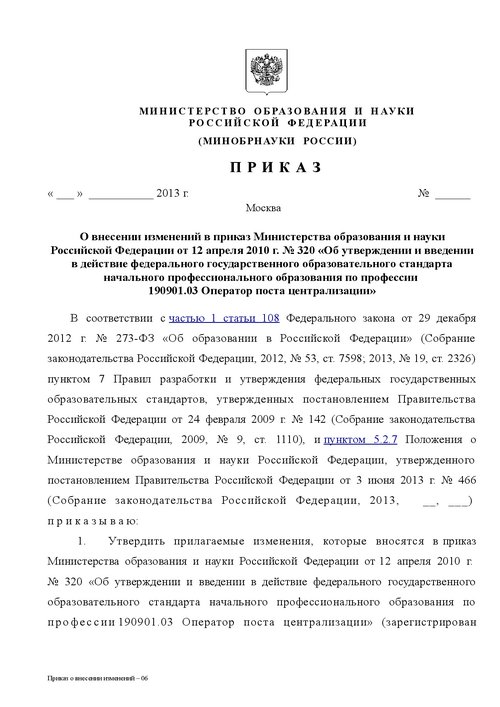 МИНИСТЕРСТВО ОБРАЗОВАНИЯ И НАУКИ
РОССИЙСКОЙ ФЕДЕРАЦИИ
(МИНОБРНАУКИ РОССИИ)
ПРИКАЗ
« ___ » ____________ 2013 г. № ______
Москва
О внесении изменений в приказ Министерства образования и науки
Российской Федерации от 12 апреля 2010 г. № 320 «Об утверждении и введении
в действие федерального государственного образовательного стандарта
начального профессионального образования по профессии
190901.03 Оператор поста централизации»
В соответствии с частью 1 статьи 108 Федерального закона от 29 декабря
2012 г. № 273-ФЗ «Об образовании в Российской Федерации» (Собрание
законодательства Российской Федерации, 2012, № 53, ст. 7598; 2013, № 19, ст. 2326)
пунктом 7 Правил разработки и утверждения федеральных государственных
образовательных стандартов, утвержденных постановлением Правительства
Российской Федерации от 24 февраля 2009 г. № 142 (Собрание законодательства
Российской Федерации, 2009, № 9, ст. 1110), и пунктом 5.2.7 Положения о
Министерстве образования и науки Российской Федерации, утвержденного
постановлением Правительства Российской Федерации от 3 июня 2013 г. № 466
(Собрание законодательства Российской Федерации, 2013, __, ___)
приказываю:
1. Утвердить прилагаемые изменения, которые вносятся в приказ
Министерства образования и науки Российской Федерации от 12 апреля 2010 г.
№ 320 «Об утверждении и введении в действие федерального государственного
образовательного стандарта начального профессионального образования по
профессии 190901.03 Оператор поста централизации» (зарегистрирован
Приказ о внесении изменений – 06